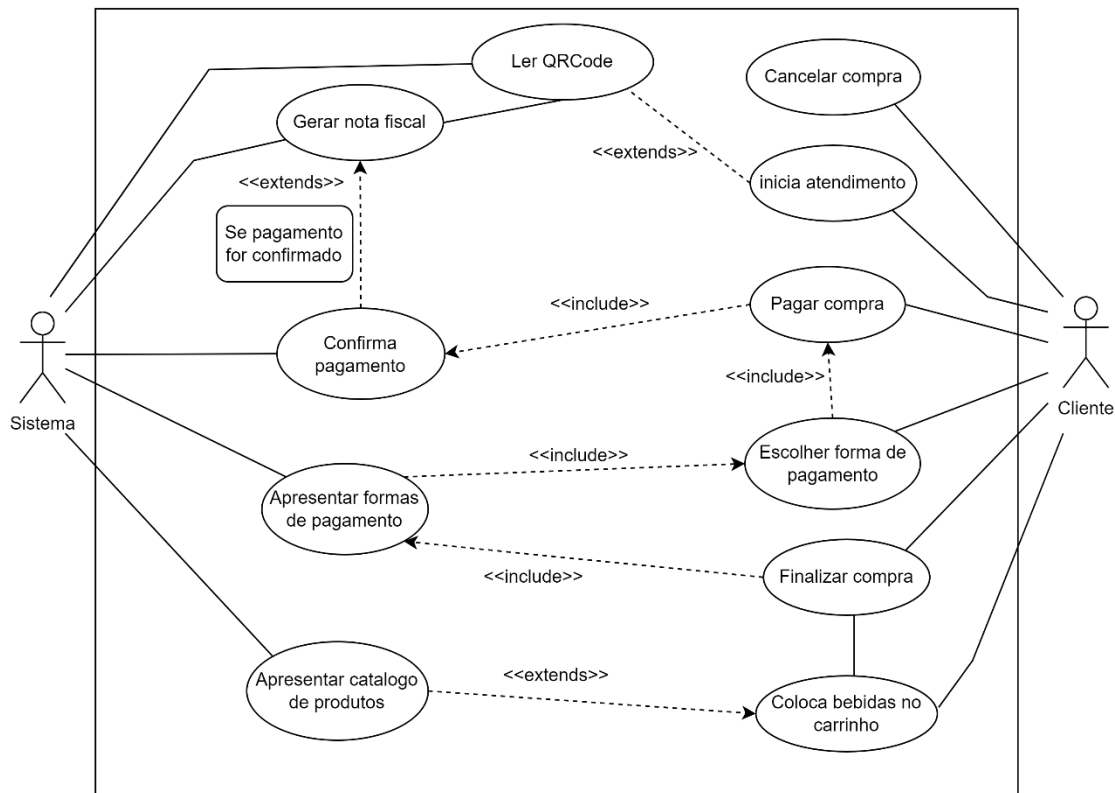 Ler QRCode
Cancelar compra
Gerar nota fiscal
<<extends>>
<<extends>>
inicia atendimento
Se pagamento
for confirmado
<<include>>
Pagar compra
Confirma
pagamento
<<include>>
Sistema
Cliente
<<include>>
Escolher forma de
pagamento
Apresentar formas
de pagamento
<<include>>
Finalizar compra
<<extends>>
Apresentar catalogo
de produtos
Coloca bebidas no
carrinho